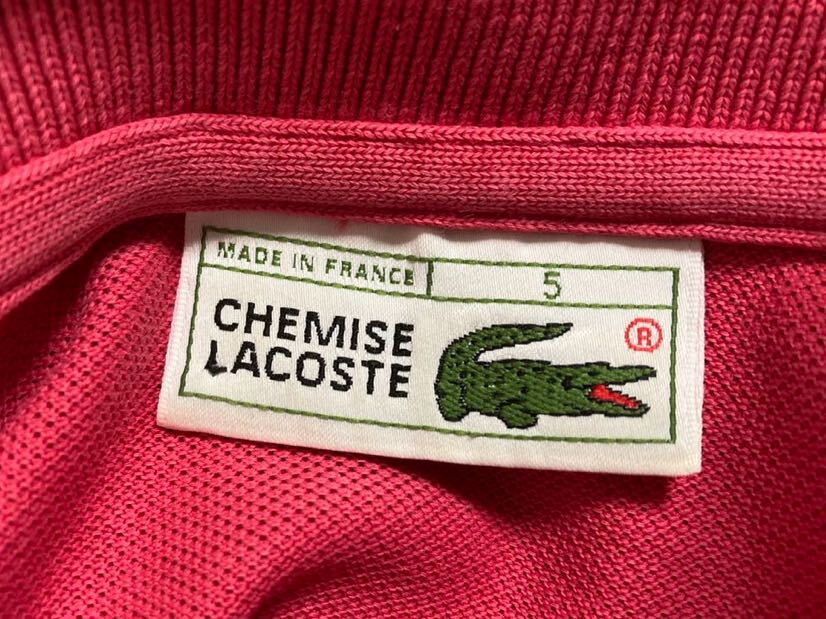 MADE IN FRANCE 5
CHEMISE
LACOSTE ®